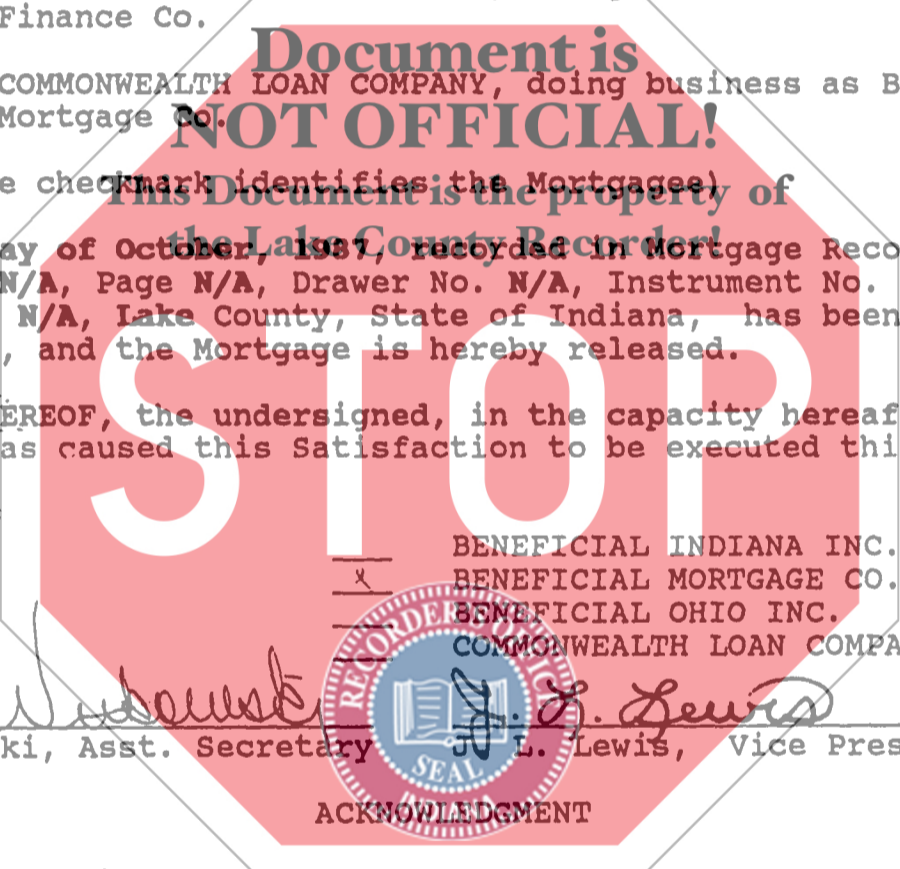 Finance Co.
Document is
COMMONWEALTH LOAN COMPANY, doing business as B
Mortgage Co.
NOT OFFICIAL!
e checkmark identifies the Mortgagee)
This Document is the property of
the Lake County Recorder!
ay of October, 1987, recorded in Mortgage Reco
N/A, Page N/A, Drawer No. N/A, Instrument No.
N/A, Lake County, State of Indiana, has been
, and the Mortgage is hereby released.
STOP
EREOF, the undersigned, in the capacity hereaf
as caused this Satisfaction to be executed thi
BENEFICIAL INDIANA INC.
x BENEFICIAL MORTGAGE CO.
BENEFICIAL OHIO INC.
COMMONWEALTH LOAN COMPA
RECORDER'S OFFICE
SEAL
INDIANA
L. Lewis
ki, Asst. Secretary
L. Lewis, Vice Pres
ACKNOWLEDGMENT